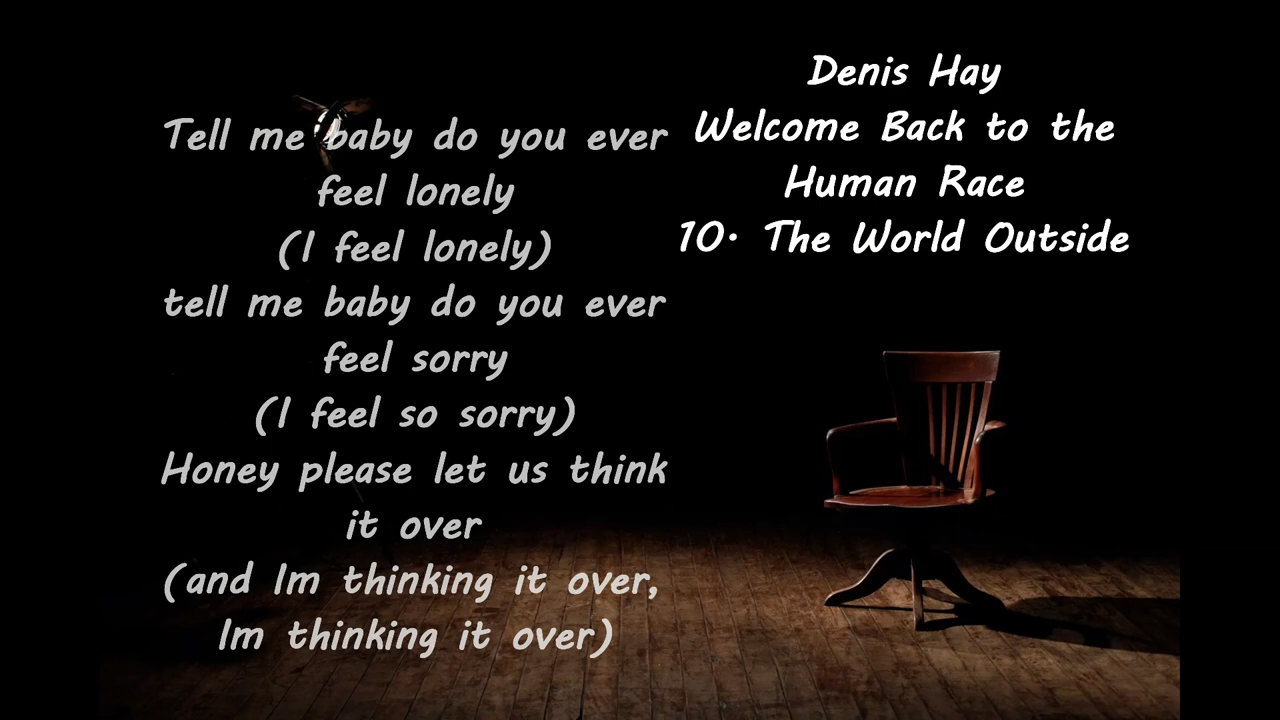 Tell me baby do you ever
feel lonely
(I feel lonely)
tell me baby do you ever
feel sorry
(I feel so sorry)
Honey please let us think
it over
(and Im thinking it over,
Im thinking it over)
Denis Hay
Welcome Back to the
Human Race
10. The World Outside